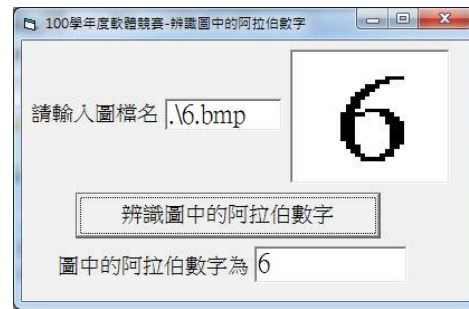 100學年度軟體競賽-辨識圖中的阿拉伯數字
請輸入圖檔名 .\6.bmp
6
辨識圖中的阿拉伯數字
圖中的阿拉伯數字為 6